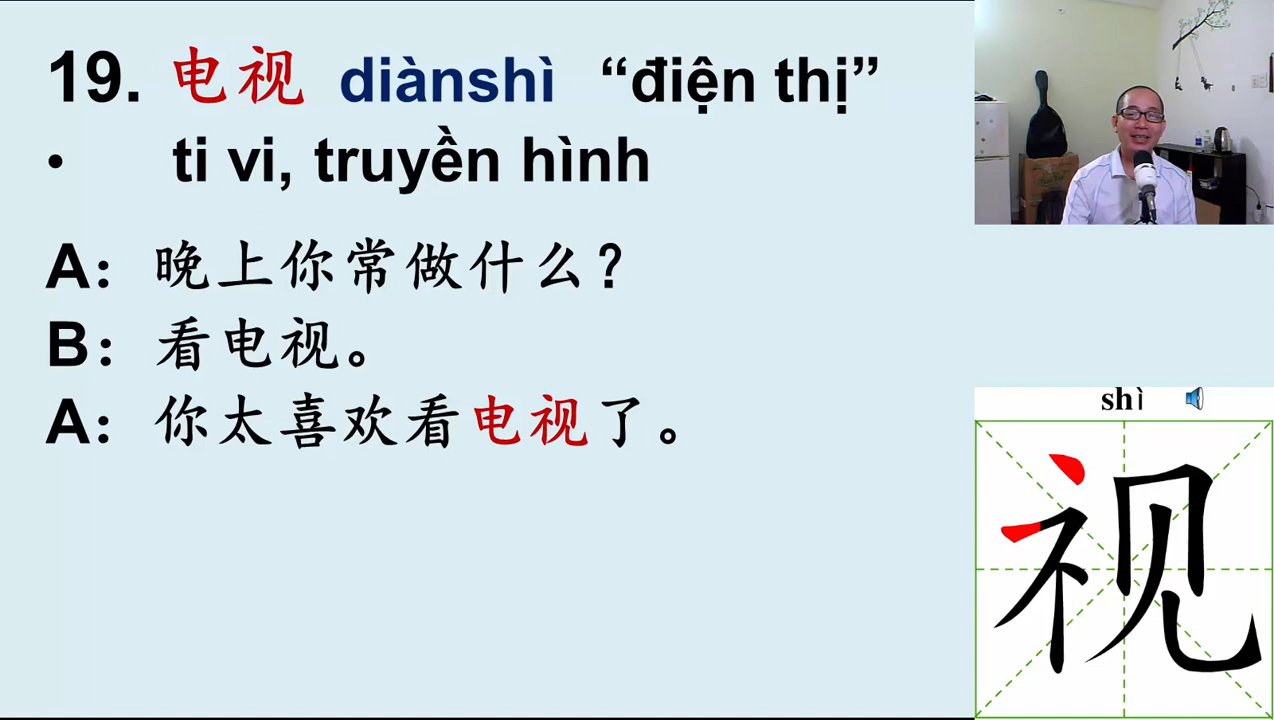 19. 电视 diànshì “điện thị”
• ti vi, truyền hình
A：晚上你常做什么？
B：看电视。
A：你太喜欢看电视了。
shì
视